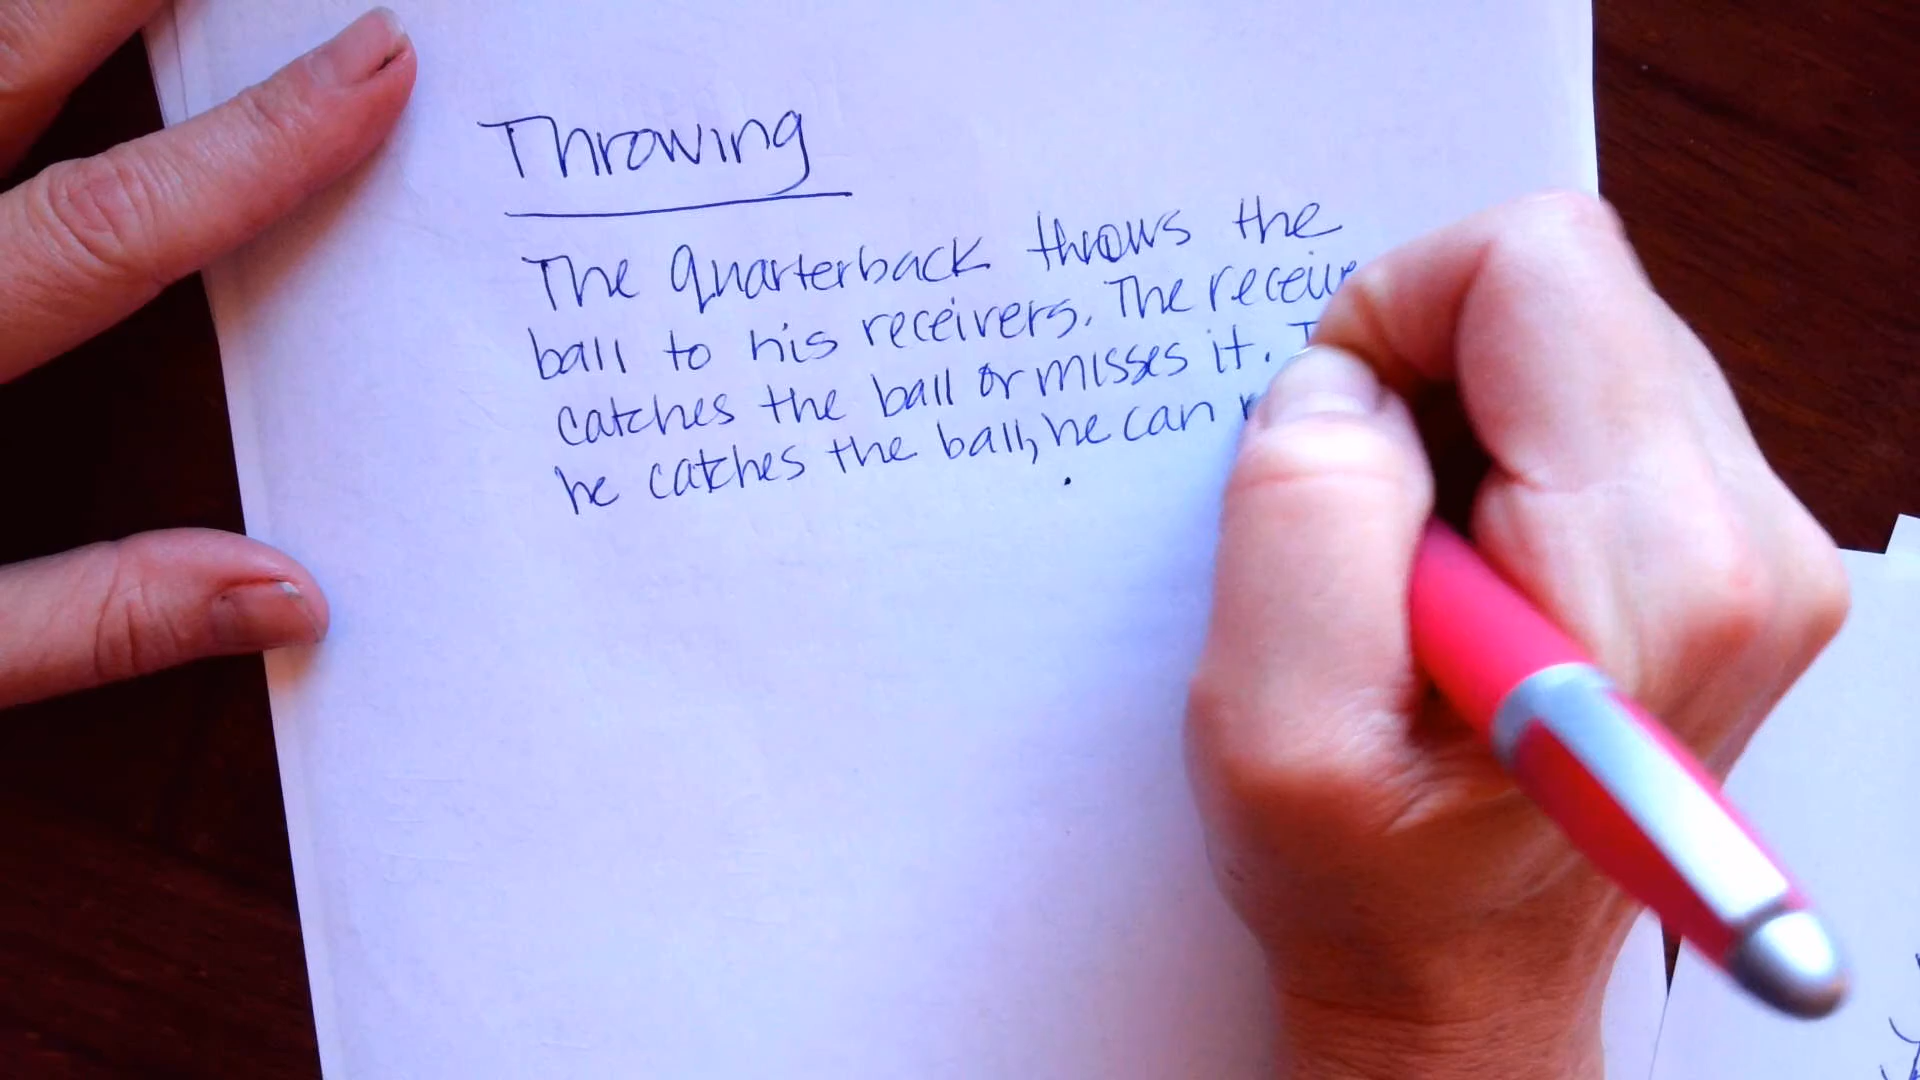 Throwing
The quarterback throws the
ball to his receivers. The
catches the ball or misses it.
he catches the ball, he can